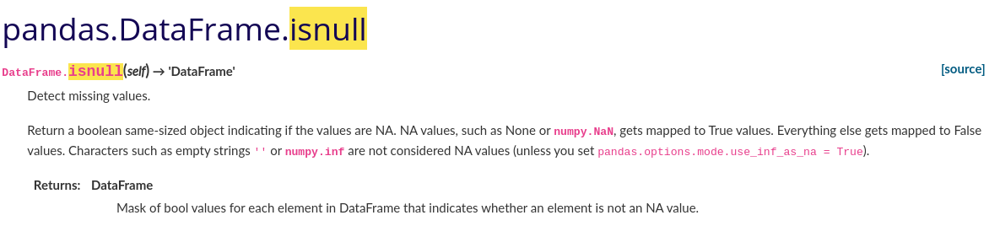 pandas.DataFrame.isnull
DataFrame.isnull(self) → 'DataFrame' [source]
Detect missing values.
Return a boolean same-sized object indicating if the values are NA. NA values, such as None or numpy.NaN, gets mapped to True values. Everything else gets mapped to False
values. Characters such as empty strings '' or numpy.inf are not considered NA values (unless you set pandas.options.mode.use_inf_as_na = True).
Returns: DataFrame
Mask of bool values for each element in DataFrame that indicates whether an element is not an NA value.